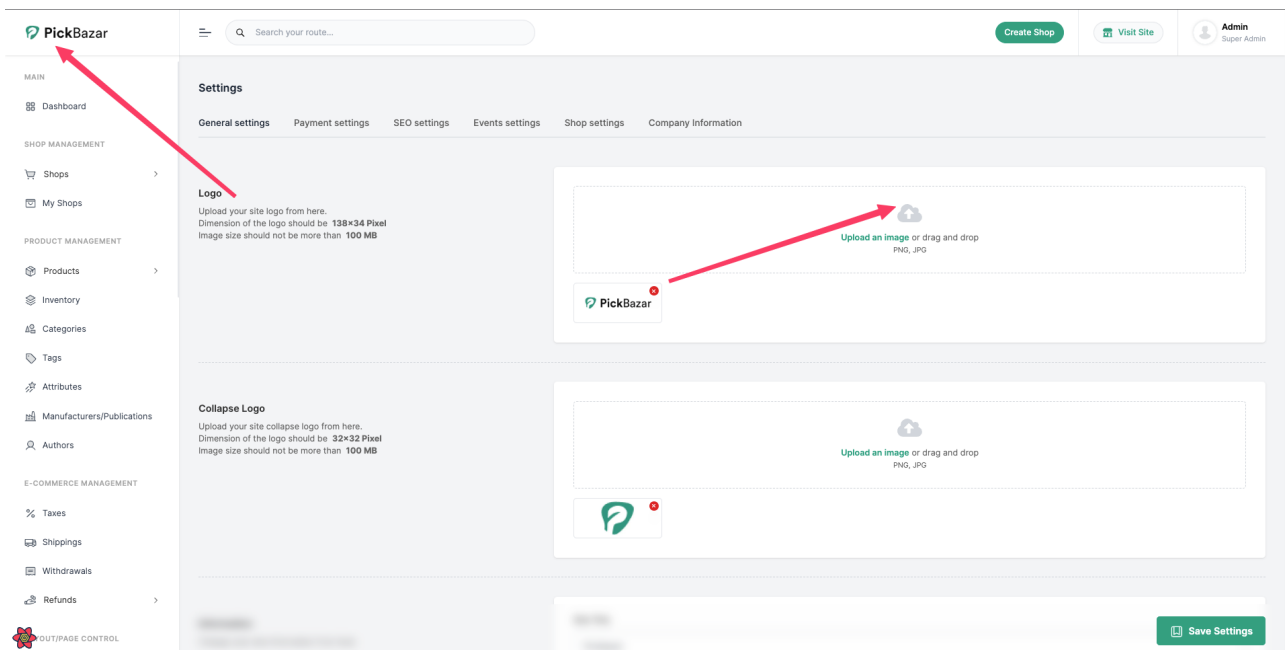 PickBazar
Search your route...
Create Shop
Visit Site
Admin
Super Admin
MAIN
Dashboard
SHOP MANAGEMENT
Shops
My Shops
PRODUCT MANAGEMENT
Products
Inventory
Categories
Tags
Attributes
Manufacturers/Publications
Authors
E-COMMERCE MANAGEMENT
Taxes
Shippings
Withdrawals
Refunds
OUT/PAGE CONTROL
Settings
General settings Payment settings SEO settings Events settings Shop settings Company Information
Logo
Upload your site logo from here.
Dimension of the logo should be 138x34 Pixel
Image size should not be more than 100 MB
Upload an image or drag and drop
PNG, JPG
PickBazar
Collapse Logo
Upload your site collapse logo from here.
Dimension of the logo should be 32x32 Pixel
Image size should not be more than 100 MB
Upload an image or drag and drop
PNG, JPG
Save Settings